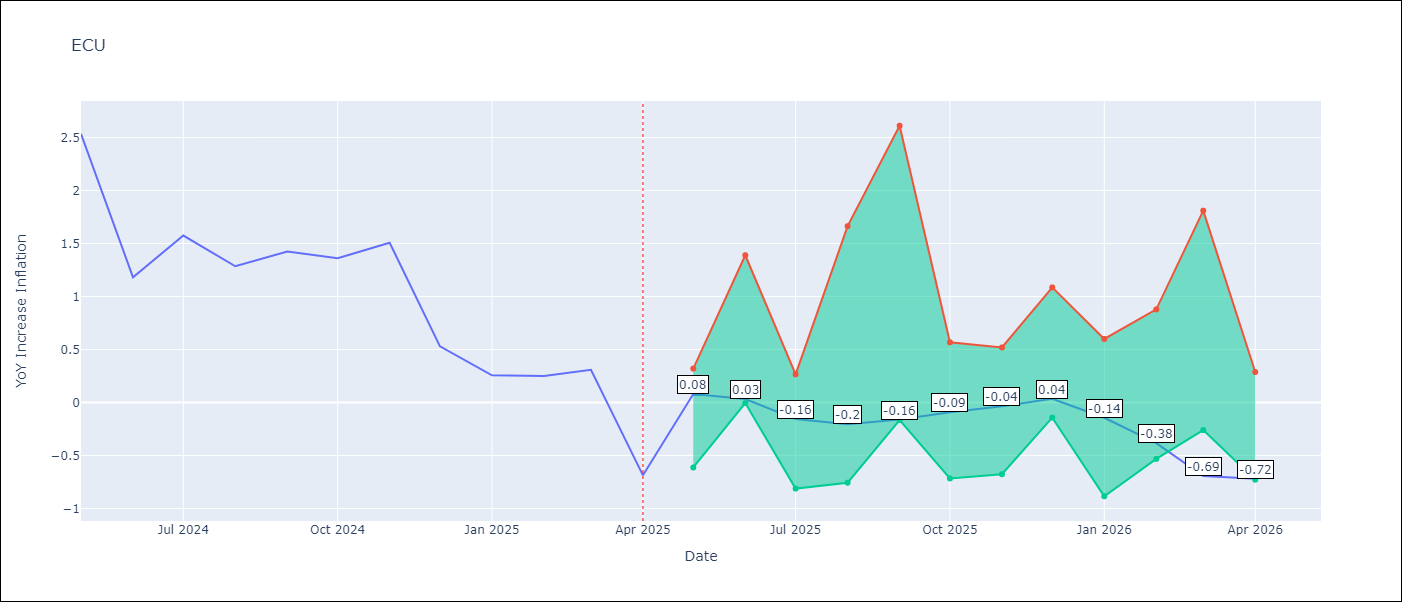 ECU
YoY Increase Inflation
2.5
2
1.5
1
0.5
0
−0.5
−1
0.08
0.03
-0.16
-0.2
-0.16
-0.09
-0.04
0.04
-0.14
-0.38
-0.69
-0.72
Jul 2024
Oct 2024
Jan 2025
Apr 2025
Jul 2025
Oct 2025
Jan 2026
Apr 2026
Date